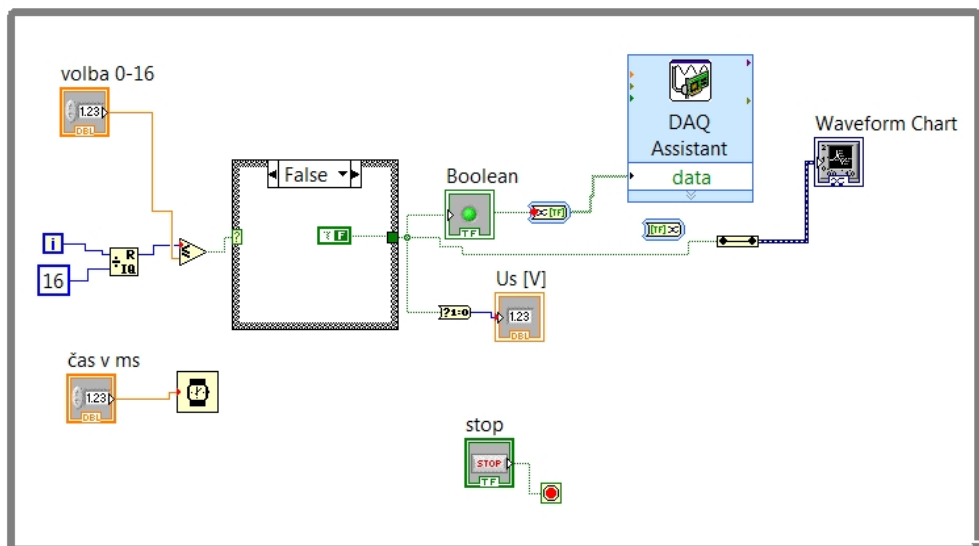 volba 0-16
1.23
DBL
DAQ
Assistant
data
Waveform Chart
False
Boolean
TF
[TF]
[TF]
?
F
i
R
IQ
16
Us [V]
?1:0
1.23
DBL
čas v ms
1.23
DBL
stop
STOP
TF